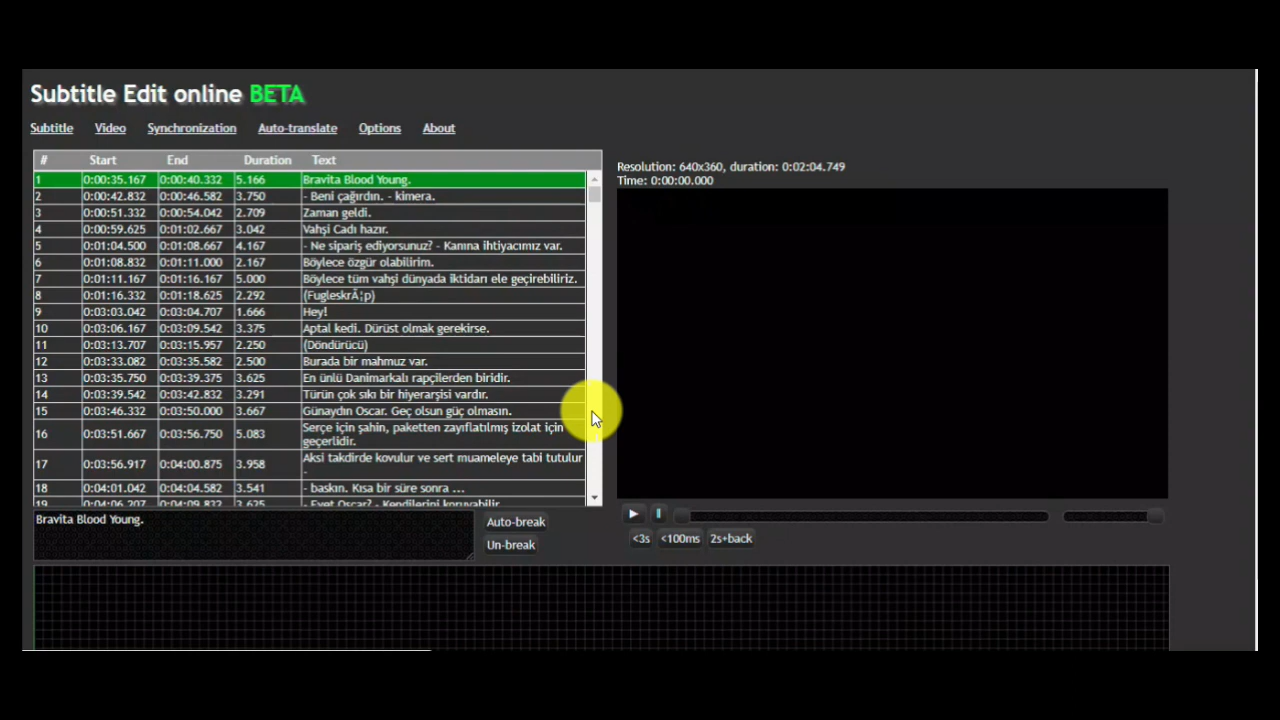 Subtitle Edit online BETA
Subtitle Video Synchronization Auto-translate Options About
# Start End Duration Text
1 0:00:35.167 0:00:40.332 5.166 Bravita Blood Young.
2 0:00:42.832 0:00:46.582 3.750 - Beni çağırdın. - kimera.
3 0:00:51.332 0:00:54.042 2.709 Zaman geldi.
4 0:00:59.625 0:01:02.667 3.042 Vahşi Cadı hazır.
5 0:01:04.500 0:01:08.667 4.167 - Ne sipariş ediyorsunuz? - Kanına ihtiyacımız var.
6 0:01:08.832 0:01:11.000 2.167 Böylece özgür olabilirim.
7 0:01:11.167 0:01:16.167 5.000 Böylece tüm vahşi dünyada iktidarı ele geçirebiliriz.
8 0:01:16.332 0:01:18.625 2.292 (FugleskrÃ¦p)
9 0:03:03.042 0:03:04.707 1.666 Hey!
10 0:03:06.167 0:03:09.542 3.375 Aptal kedi. Dürüst olmak gerekirse.
11 0:03:13.707 0:03:15.957 2.250 (Döndürücü)
12 0:03:33.082 0:03:35.582 2.500 Burada bir mahmuz var.
13 0:03:35.750 0:03:39.375 3.625 En ünlü Danimarkalı rapçilerden biridir.
14 0:03:39.542 0:03:42.832 3.291 Türün çok sıkı bir hiyerarşisi vardır.
15 0:03:46.332 0:03:50.000 3.667 Günaydın Oscar. Geç olsun güç olmasın.
16 0:03:51.667 0:03:56.750 5.083 Serçe için şahin, paketten zayıflatılmış izolat için
geçerlidir.
17 0:03:56.917 0:04:00.875 3.958 Aksi takdirde kovulur ve sert muameleye tabi tutulur
-
18 0:04:01.042 0:04:04.582 3.541 - baskın. Kısa bir süre sonra ...
19 0:04:06.207 0:04:09.832 3.625 - Evet Oscar? - Kendilerini koruyabilir.
Bravita Blood Young.
Auto-break
Un-break
Resolution: 640x360, duration: 0:02:04.749
Time: 0:00:00.000
<3s <100ms 2s+back